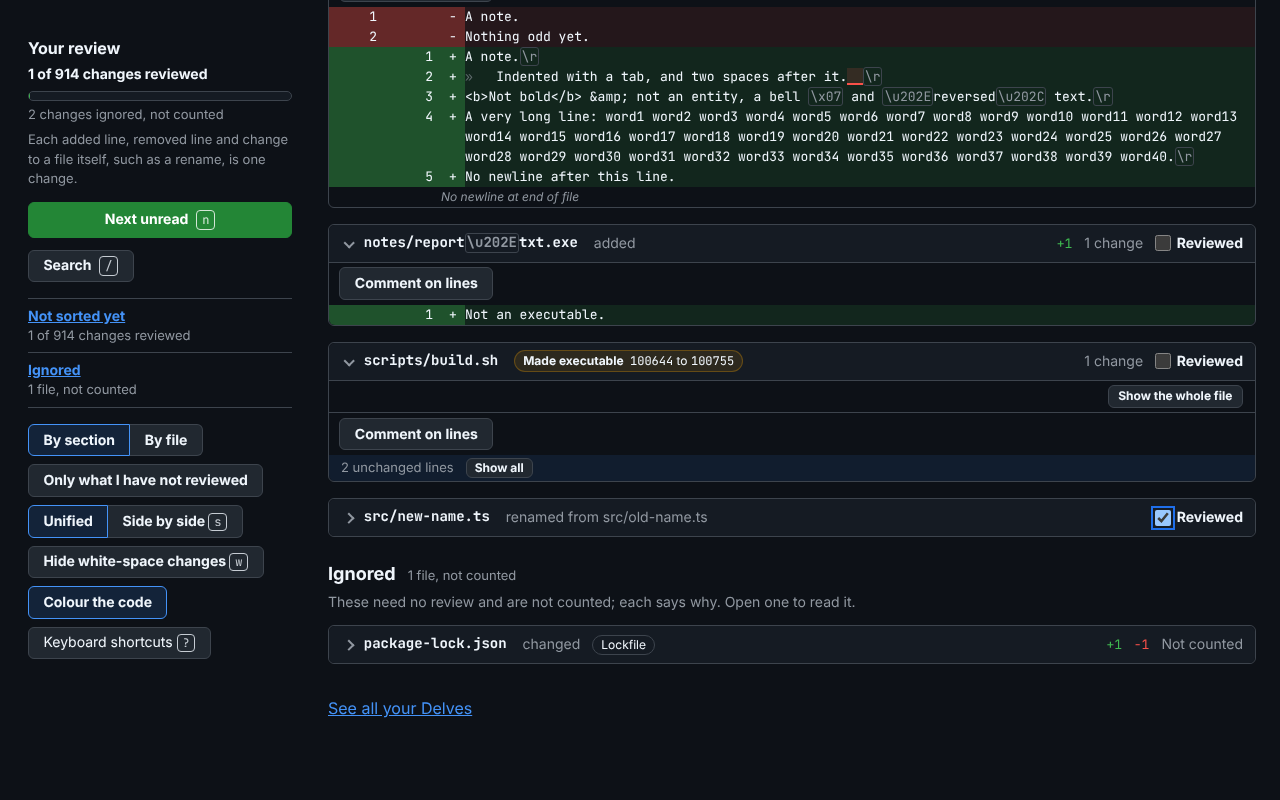 Your review
1 of 914 changes reviewed
2 changes ignored, not counted
Each added line, removed line and change
to a file itself, such as a rename, is one
change.
Next unread n
Search /
Not sorted yet
1 of 914 changes reviewed
Ignored
1 file, not counted
By section By file
Only what I have not reviewed
Unified Side by side s
Hide white-space changes w
Colour the code
Keyboard shortcuts ?
1 - A note.
2 - Nothing odd yet.
1 + A note.\r
2 + » Indented with a tab, and two spaces after it. \r
3 + <b>Not bold</b> &amp; not an entity, a bell \x07 and \u202Ereversed\u202C text.\r
4 + A very long line: word1 word2 word3 word4 word5 word6 word7 word8 word9 word10 word11 word12 word13
word14 word15 word16 word17 word18 word19 word20 word21 word22 word23 word24 word25 word26 word27
word28 word29 word30 word31 word32 word33 word34 word35 word36 word37 word38 word39 word40.\r
5 + No newline after this line.
No newline at end of file
notes/report\u202Etxt.exe added +1 1 change Reviewed
Comment on lines
1 + Not an executable.
scripts/build.sh Made executable 100644 to 100755 1 change Reviewed
Show the whole file
Comment on lines
2 unchanged lines Show all
src/new-name.ts renamed from src/old-name.ts Reviewed
Ignored 1 file, not counted
These need no review and are not counted; each says why. Open one to read it.
package-lock.json changed Lockfile +1 -1 Not counted
See all your Delves